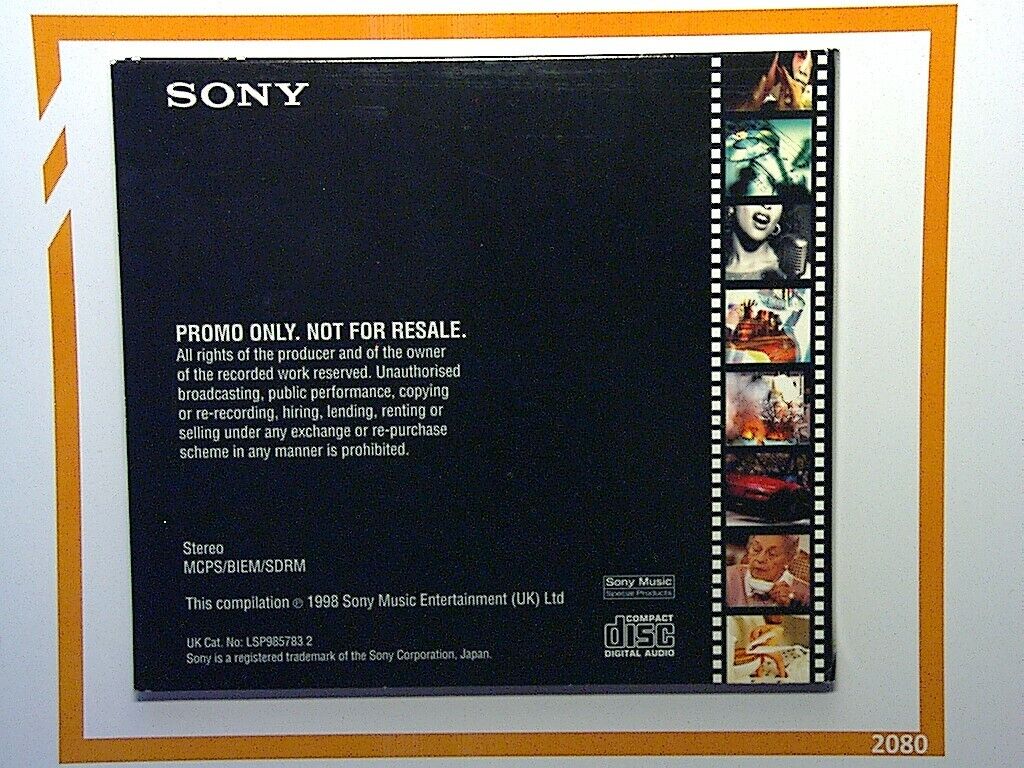 SONY
PROMO ONLY. NOT FOR RESALE.
All rights of the producer and of the owner
of the recorded work reserved. Unauthorised
broadcasting, public performance, copying
or re-recording, hiring, lending, renting or
selling under any exchange or re-purchase
scheme in any manner is prohibited.
Stereo
MCPS/BIEM/SDRM
This compilation ℗ 1998 Sony Music Entertainment (UK) Ltd
UK Cat. No: LSP985783 2
Sony is a registered trademark of the Sony Corporation, Japan.
Sony Music
Special Products
COMPACT
disc
DIGITAL AUDIO
2080